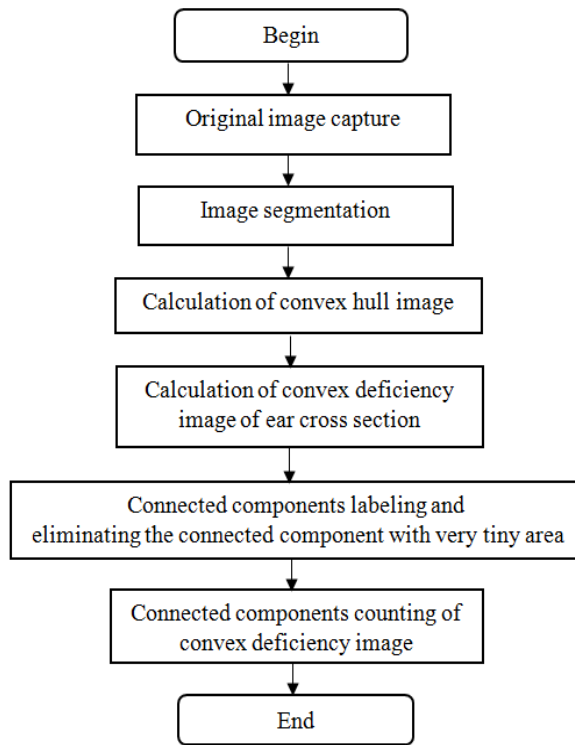 Begin
Original image capture
Image segmentation
Calculation of convex hull image
Calculation of convex deficiency
image of ear cross section
Connected components labeling and
eliminating the connected component with very tiny area
Connected components counting of
convex deficiency image
End